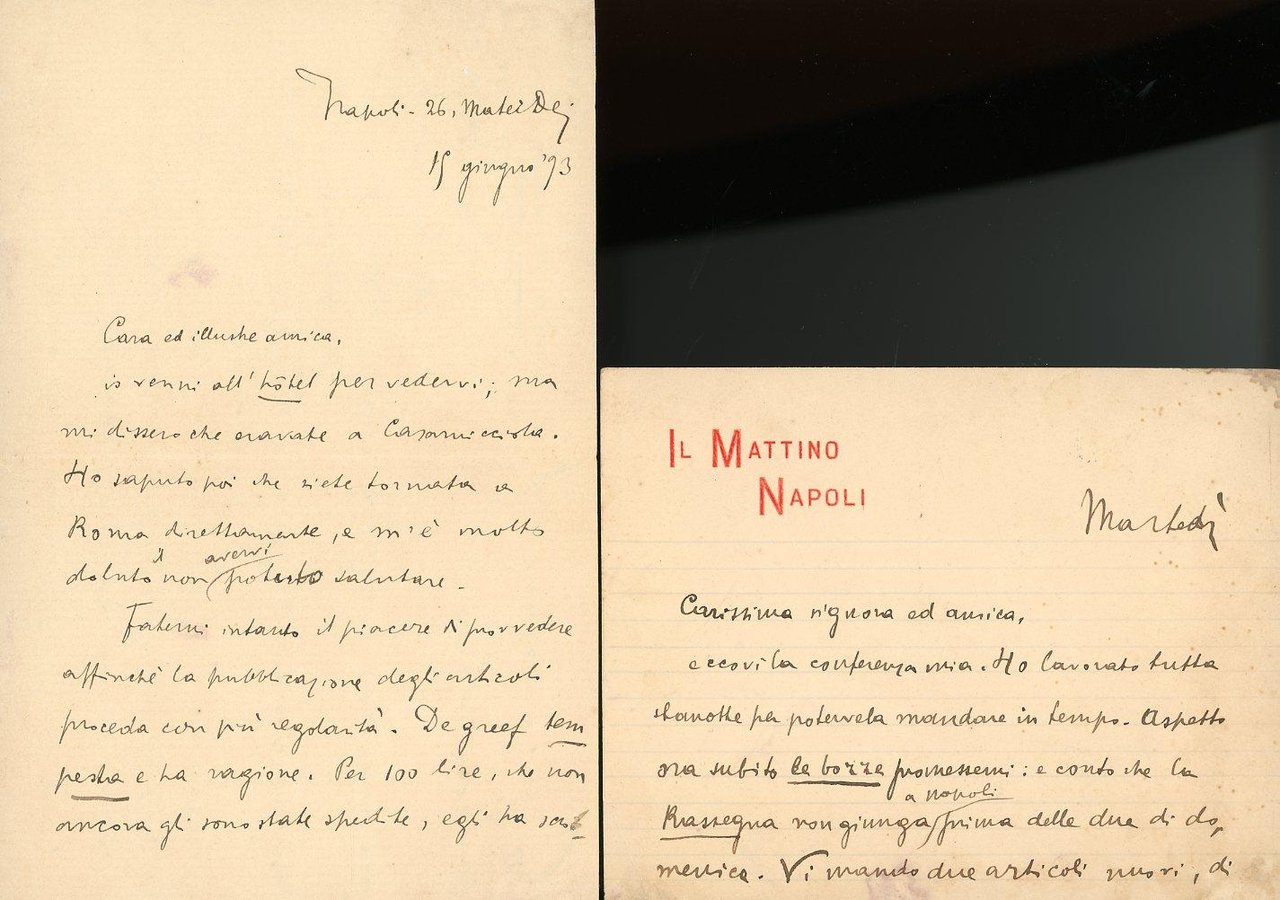 Napoli - 26, Mater Dei
15 giugno '93
Cara ed illustre amica,
io venni all' hôtel per vedervi; ma
mi dissero che eravate a Casamicciola.
Ho saputo poi che siete tornata a
Roma direttamente, e m'è molto
doluto il non avervi potuto salutare.
Fatemi intanto il piacere di provvedere
affinchè la pubblicazione degli articoli
proceda con più regolarità. De Greef tem
pesta e ha ragione. Per 100 lire, che non
ancora gli sono state spedite, egli ha
IL MATTINO
NAPOLI
Martedì
Carissima signora ed amica,
eccovi la conferenza mia. Ho lavorato tutta
stanotte per potervela mandare in tempo. Aspetto
ora subito le bozze promessemi: e conto che la
Rassegna non giunga a Napoli prima delle due di do,
menica. Vi mando due articoli nuovi, di